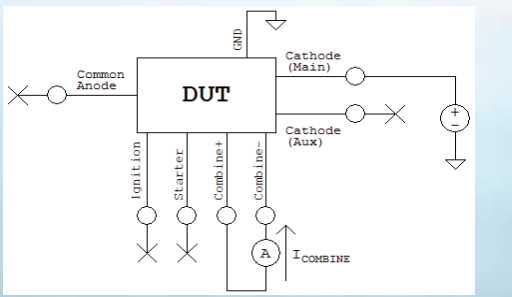 GND
Cathode
(Main)
Common
Anode
DUT
+
−
Cathode
(Aux)
Ignition
Starter
Combine+
Combine-
A
ICOMBINE